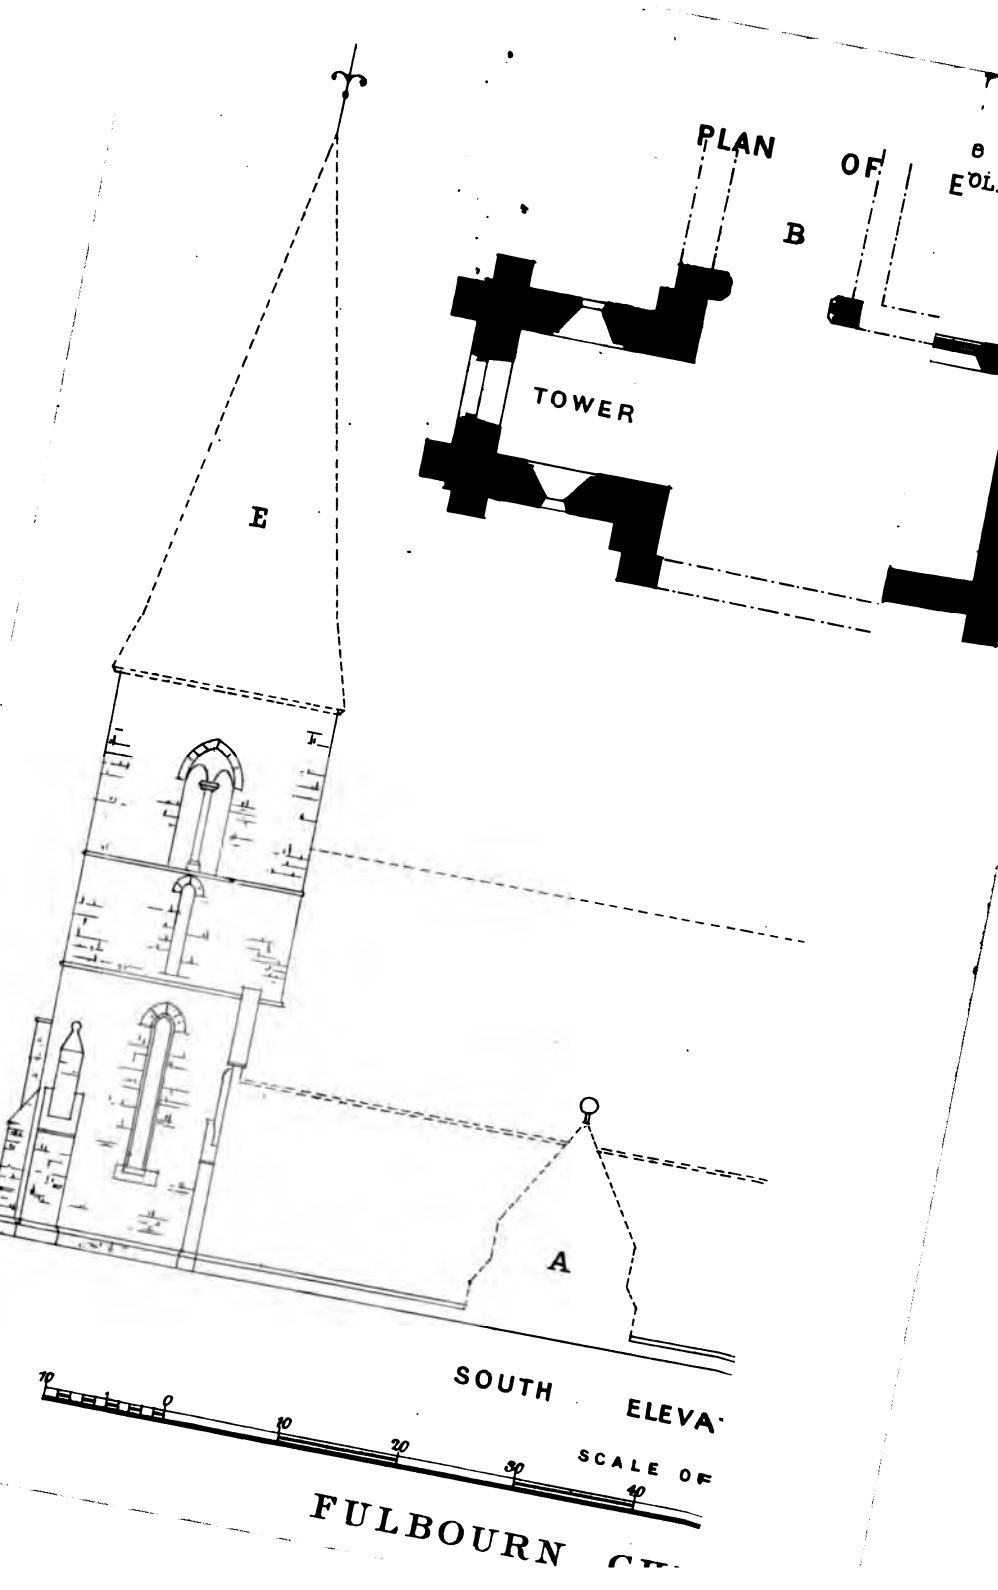 PLAN OF
B
B
TOWER
E
A
SOUTH ELEVA
10 0 10 20 30 40
SCALE OF
FULBOURN